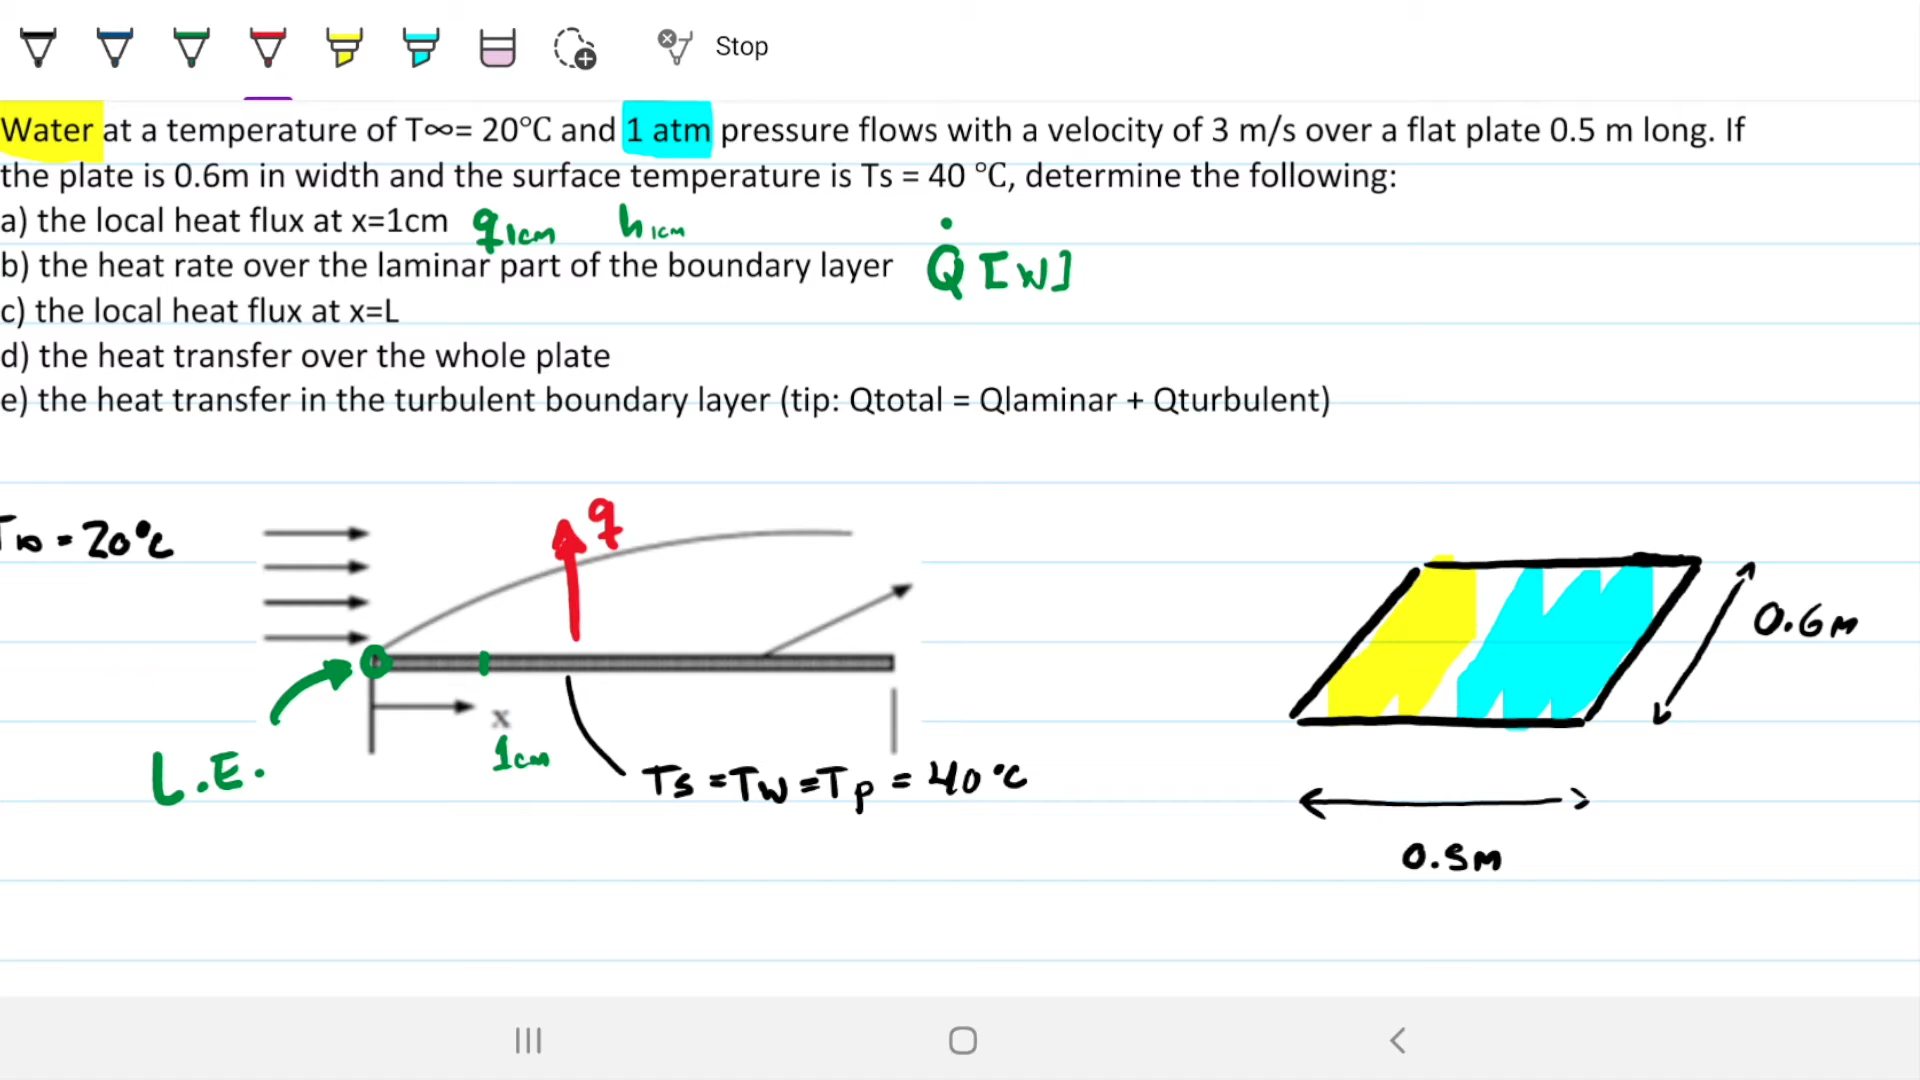 Stop
Water at a temperature of T∞= 20°C and 1 atm pressure flows with a velocity of 3 m/s over a flat plate 0.5 m long. If
the plate is 0.6m in width and the surface temperature is Ts = 40 °C, determine the following:
a) the local heat flux at x=1cm q1cm h1cm
b) the heat rate over the laminar part of the boundary layer Q̇ [W]
c) the local heat flux at x=L
d) the heat transfer over the whole plate
e) the heat transfer in the turbulent boundary layer (tip: Qtotal = Qlaminar + Qturbulent)
T∞ = 20°C
q
0.6m
x
1cm
L.E.
Ts = Tw = Tp = 40°C
0.5m